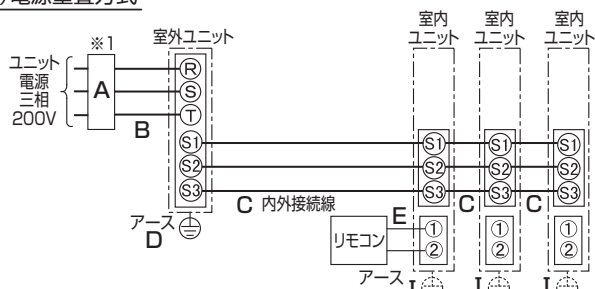 電源重畳方式
※1
室外ユニット
室内
ユニット
室内
ユニット
室内
ユニット
ユニット
電源
三相
200V
A
B
R
S
T
S1
S2
S3
S1
S2
S3
S1
S2
S3
S1
S2
S3
C 内外接続線
C
C
アース
D
リモコン
E
①
②
①
②
①
②
アース
I
I
I